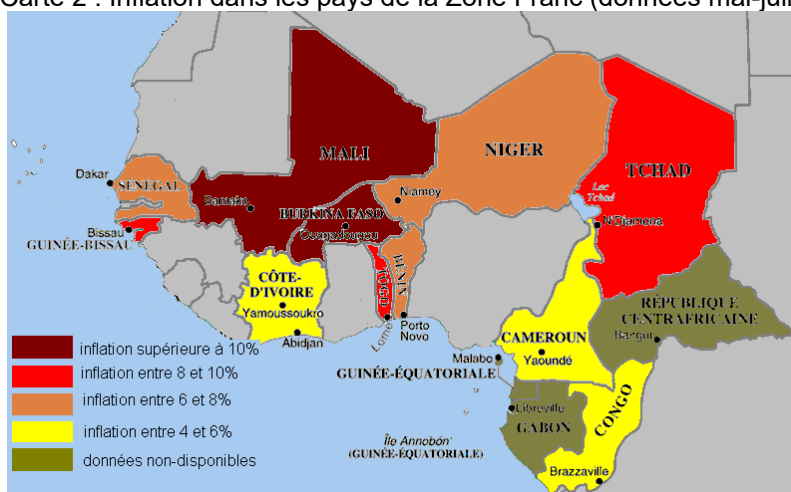 Carte 2 : Inflation dans les pays de la Zone Franc (données mai-juin
MALI
NIGER
TCHAD
Lac
Tchad
Dakar
SÉNÉGAL
Bamako
Niamey
N'Djamena
BURKINA FASO
Ouagadougou
Bissau
GUINÉE-BISSAU
CÔTE-
D'IVOIRE
Yamoussoukro
Abidjan
TOGO
BÉNIN
Lomé
Porto
Novo
RÉPUBLIQUE
CENTRAFRICAINE
Bangui
CAMEROUN
Yaoundé
Malabo
GUINÉE-ÉQUATORIALE
Libreville
GABON
CONGO
Île Annobón
(GUINÉE-ÉQUATORIALE)
Brazzaville
inflation supérieure à 10%
inflation entre 8 et 10%
inflation entre 6 et 8%
inflation entre 4 et 6%
données non-disponibles